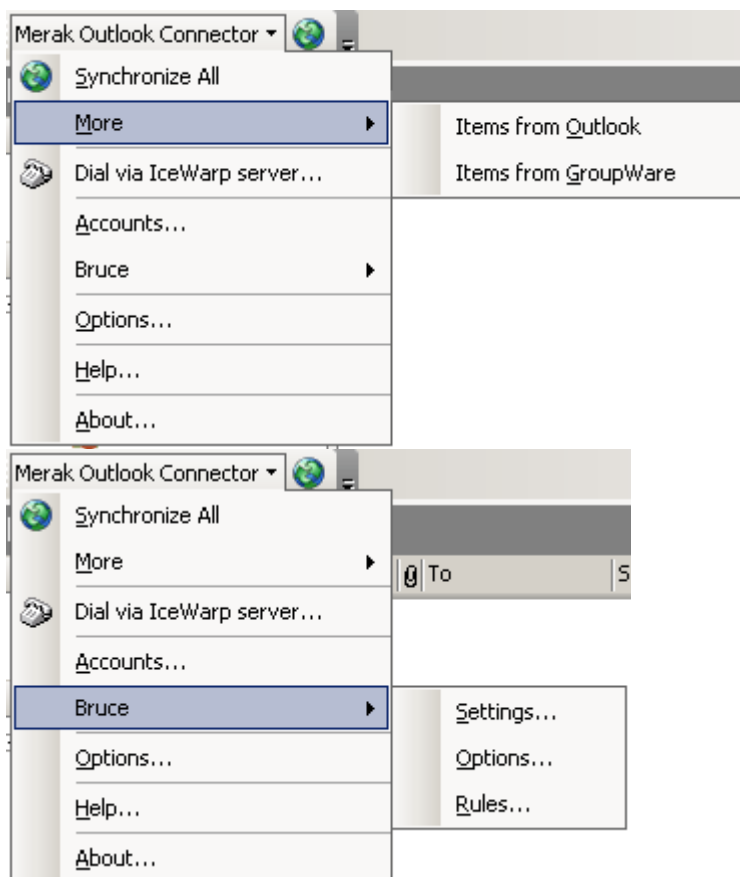 Merak Outlook Connector
Synchronize All
More
Items from Outlook
Items from GroupWare
Dial via IceWarp server...
Accounts...
Bruce
Options...
Help...
About...
Merak Outlook Connector
Synchronize All
More
To
S
Dial via IceWarp server...
Accounts...
Bruce
Settings...
Options...
Options...
Rules...
Help...
About...